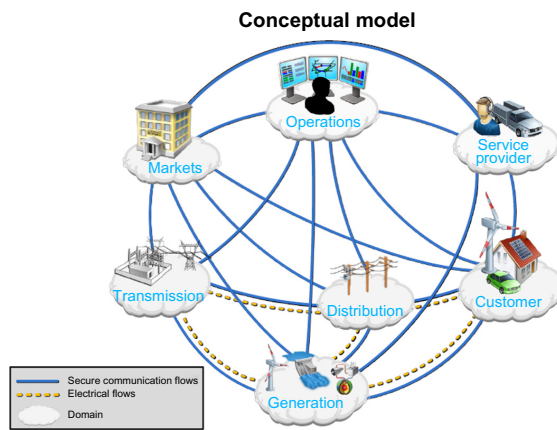 Conceptual model
Operations
Markets
Service
provider
Transmission
Distribution
Customer
Generation
Secure communication flows
Electrical flows
Domain